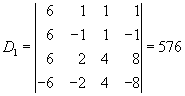 D₁ = | 6 1 1 1 |
| 6 -1 1 -1 |
| 6 2 4 8 |
| -6 -2 4 -8 | = 576